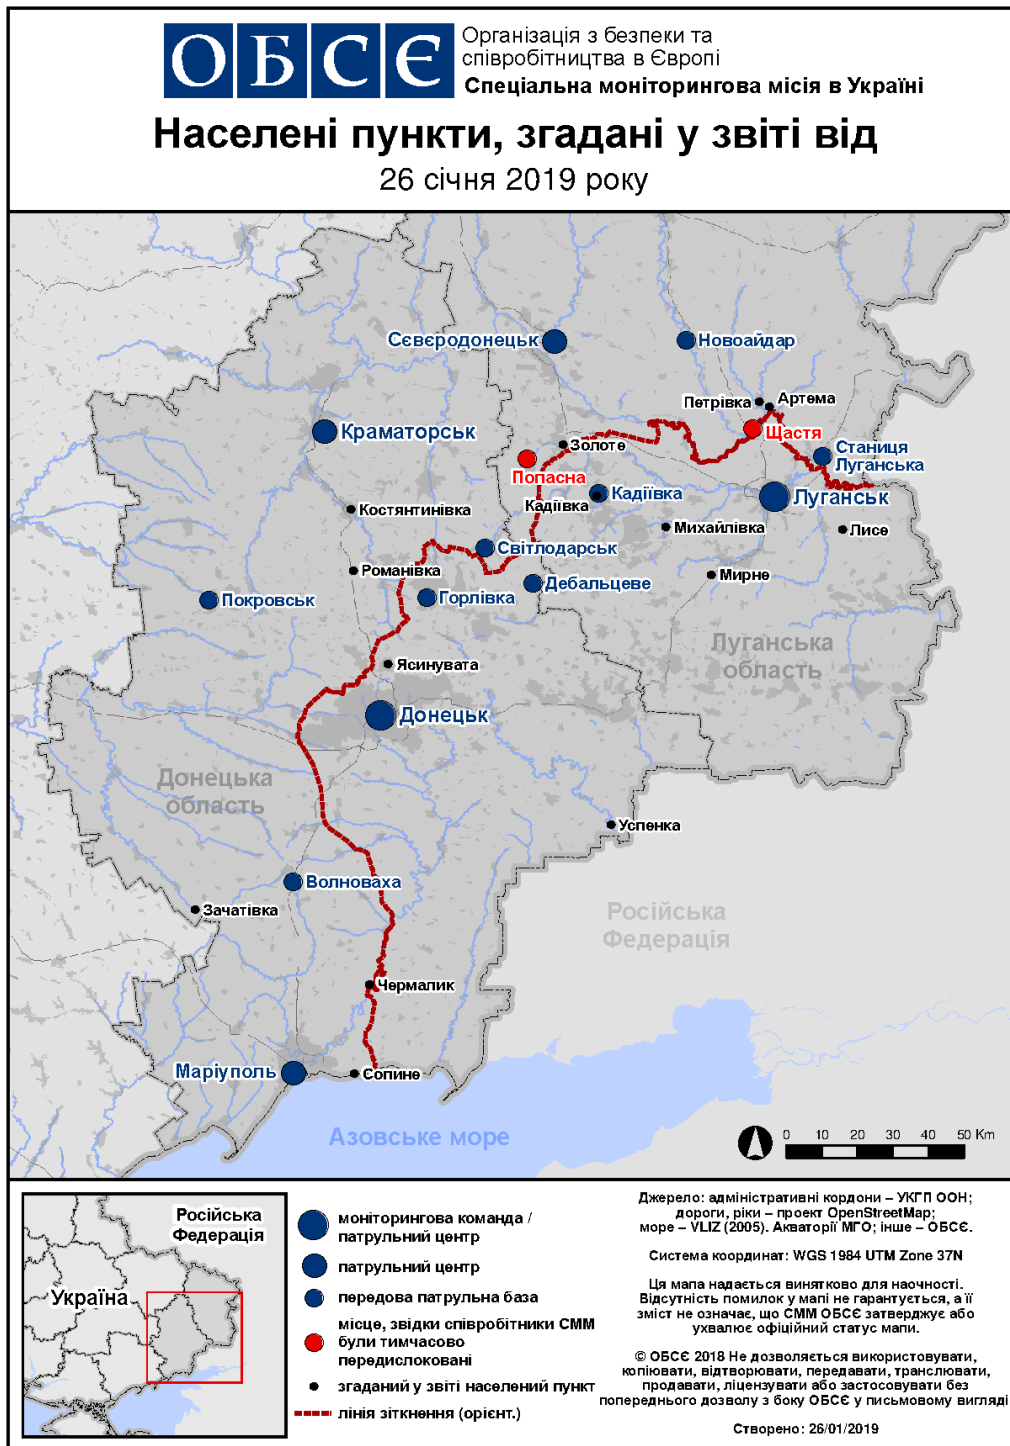 ОБСЄ
Організація з безпеки та
співробітництва в Європі
Спеціальна моніторингова місія в Україні
Населені пункти, згадані у звіті від
26 січня 2019 року
Сєвєродонецьк
Новоайдар
Петрівка
Артема
Щастя
Краматорськ
Золоте
Станиця
Луганська
Попасна
Кадіївка
Кадіївка
Луганськ
Костянтинівка
Михайлівка
Лисе
Світлодарськ
Романівка
Мирне
Дебальцеве
Покровськ
Горлівка
Луганська
область
Ясинувата
Донецьк
Донецька
область
Успенка
Волноваха
Зачатівка
Російська
Федерація
Чермалик
Маріуполь
Сопине
Азовське море
0 10 20 30 40 50 Км
Російська
Федерація
Україна
моніторингова команда /
патрульний центр
патрульний центр
передова патрульна база
місце, звідки співробітники СММ
були тимчасово
передислоковані
згаданий у звіті населений пункт
лінія зіткнення (орієнт.)
Джерело: адміністративні кордони – УКГП ООН;
дороги, ріки – проект OpenStreetMap;
море – VLIZ (2005). Акваторії МГО; інше – ОБСЄ.
Система координат: WGS 1984 UTM Zone 37N
Ця мапа надається винятково для наочності.
Відсутність помилок у мапі не гарантується, а її
зміст не означає, що СММ ОБСЄ затверджує або
ухвалює офіційний статус мапи.
© ОБСЄ 2018 Не дозволяється використовувати,
копіювати, відтворювати, передавати, транслювати,
продавати, ліцензувати або застосовувати без
попереднього дозволу з боку ОБСЄ у письмовому вигляді
Створено: 26/01/2019